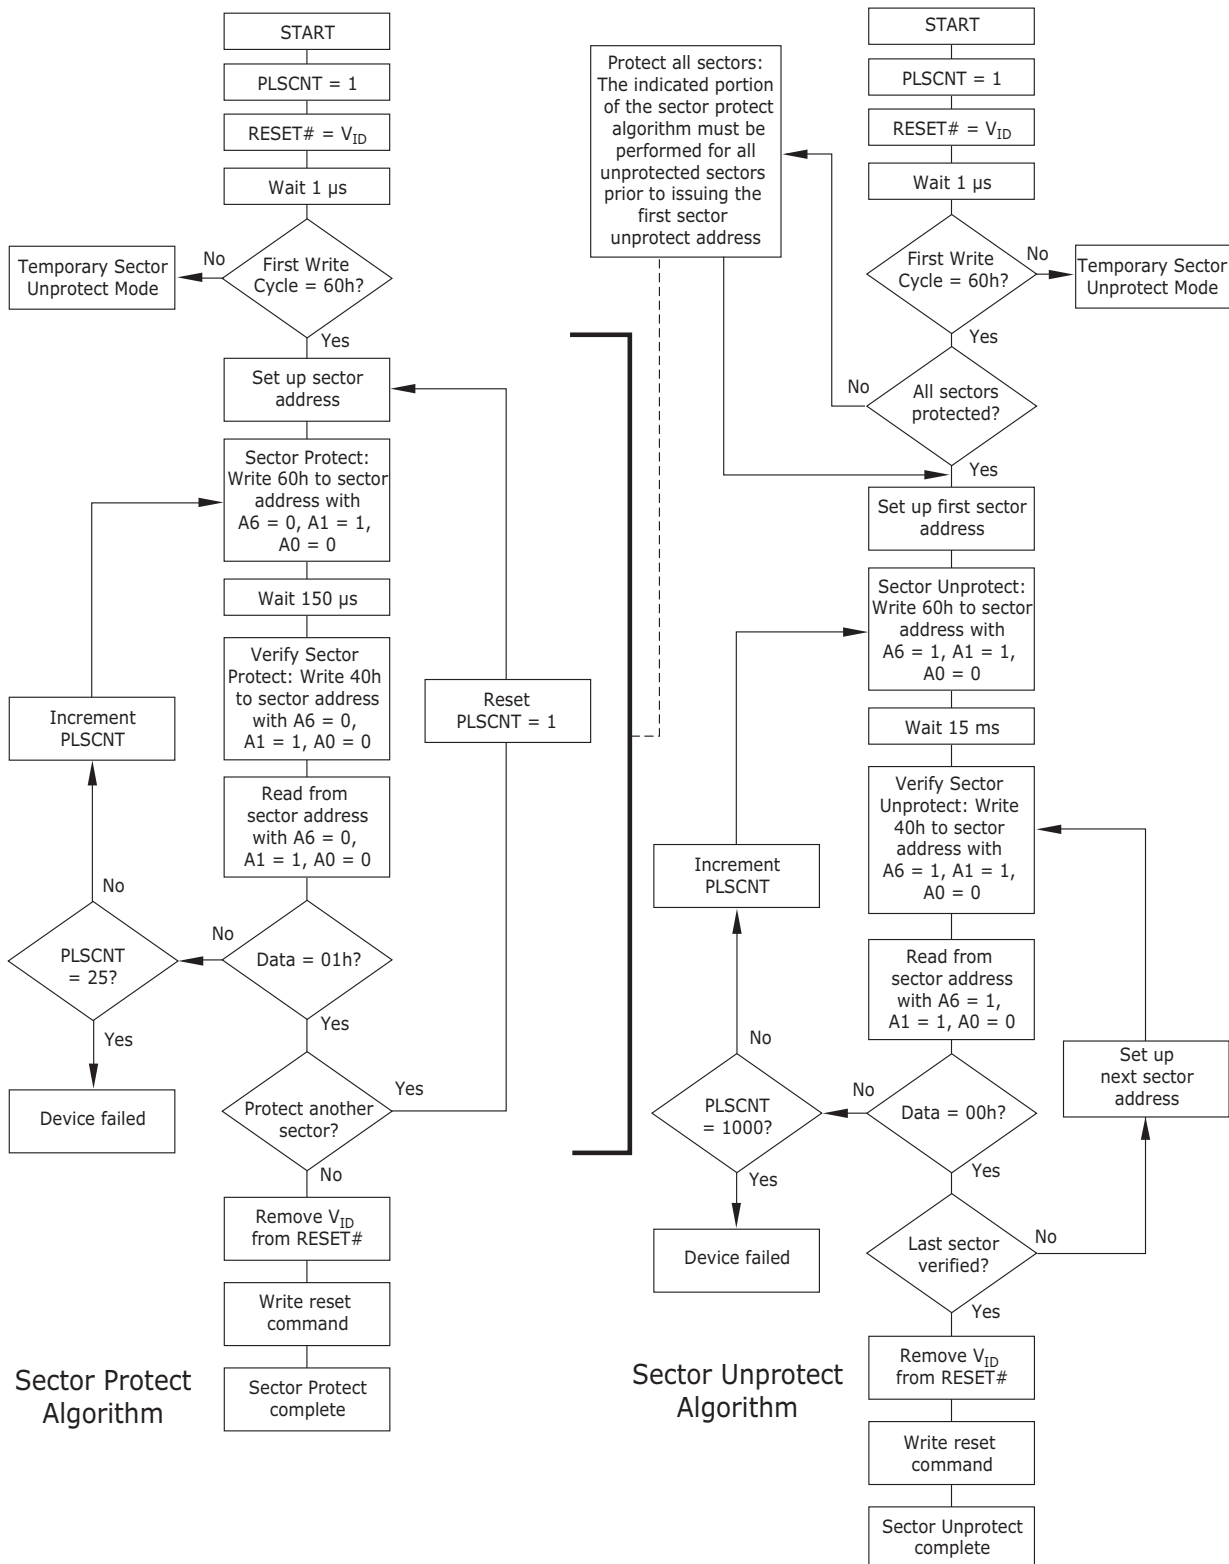 START
PLSCNT = 1
RESET# = VID
Wait 1 µs
First Write
Cycle = 60h?
No
Temporary Sector
Unprotect Mode
Yes
Set up sector
address
Sector Protect:
Write 60h to sector
address with
A6 = 0, A1 = 1,
A0 = 0
Wait 150 µs
Verify Sector
Protect: Write 40h
to sector address
with A6 = 0,
A1 = 1, A0 = 0
Increment
PLSCNT
Reset
PLSCNT = 1
Read from
sector address
with A6 = 0,
A1 = 1, A0 = 0
No
PLSCNT
= 25?
No
Data = 01h?
Yes
Yes
Device failed
Protect another
sector?
Yes
No
Remove VID
from RESET#
Write reset
command
Sector Protect
complete
Sector Protect
Algorithm
Protect all sectors:
The indicated portion
of the sector protect
algorithm must be
performed for all
unprotected sectors
prior to issuing the
first sector
unprotect address
START
PLSCNT = 1
RESET# = VID
Wait 1 µs
First Write
Cycle = 60h?
No
Temporary Sector
Unprotect Mode
Yes
No
All sectors
protected?
Yes
Set up first sector
address
Sector Unprotect:
Write 60h to sector
address with
A6 = 1, A1 = 1,
A0 = 0
Wait 15 ms
Verify Sector
Unprotect: Write
40h to sector
address with
A6 = 1, A1 = 1,
A0 = 0
Increment
PLSCNT
Read from
sector address
with A6 = 1,
A1 = 1, A0 = 0
No
PLSCNT
= 1000?
No
Data = 00h?
Set up
next sector
address
Yes
Yes
Device failed
Last sector
verified?
No
Yes
Remove VID
from RESET#
Write reset
command
Sector Unprotect
complete
Sector Unprotect
Algorithm